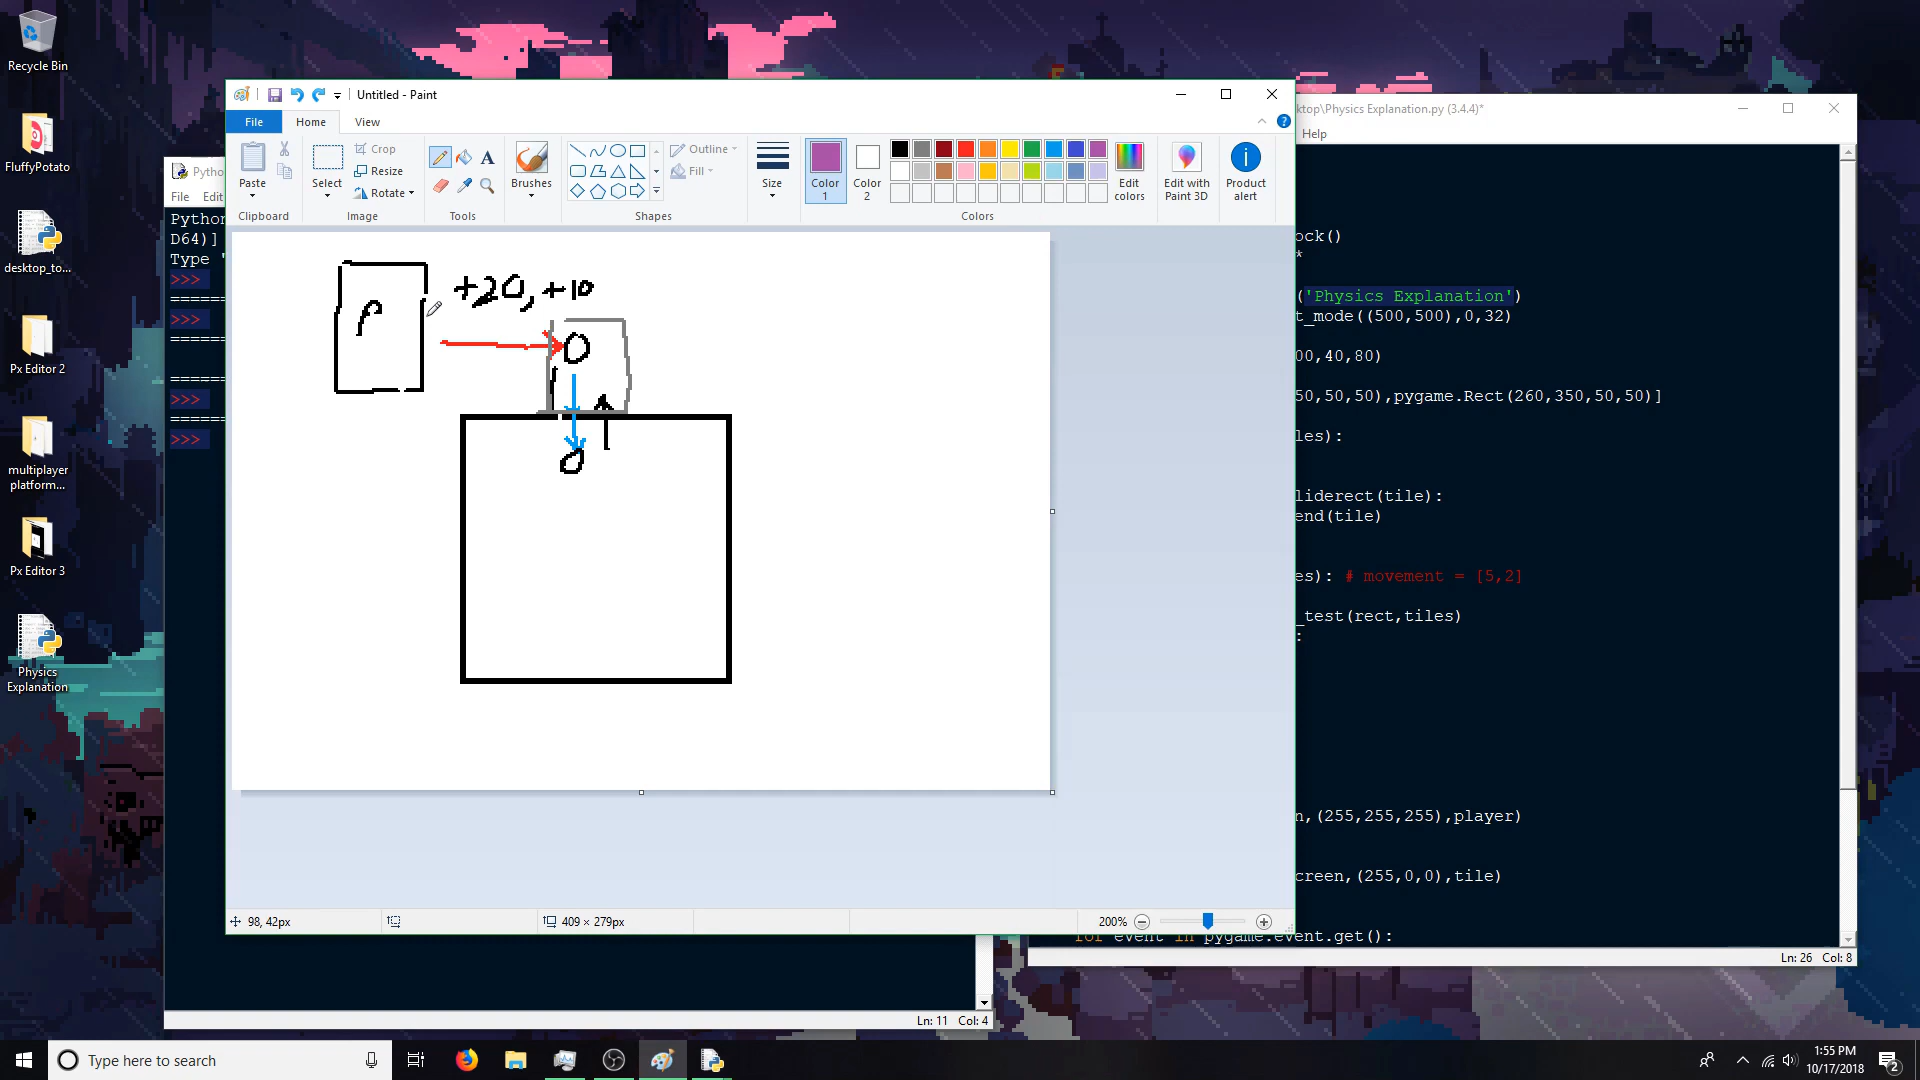 Recycle Bin
FluffyPotato
desktop_to...
Px Editor 2
multiplayer
platform...
Px Editor 3
Physics
Explanation
Untitled - Paint
File
Home
View
Paste
Clipboard
Select
Crop
Resize
Rotate
Image
A
Tools
Brushes
Outline
Fill
Shapes
Size
Color
1
Color
2
Edit
colors
Colors
Edit with
Paint 3D
Product
alert
P
+20, +10
98, 42px
409 × 279px
200%
File Edit
Python
D64)]
Type "
>>>
======
>>>
======
======
>>>
======
>>>
Ln: 11 Col: 4
ktop\Physics Explanation.py (3.4.4)*
Help
ock()
*
('Physics Explanation')
t_mode((500,500),0,32)
00,40,80)
50,50,50),pygame.Rect(260,350,50,50)]
les):
liderect(tile):
end(tile)
es): # movement = [5,2]
_test(rect,tiles)
:
n,(255,255,255),player)
creen,(255,0,0),tile)
for event in pygame.event.get():
Ln: 26 Col: 8
Type here to search
1:55 PM
10/17/2018
2